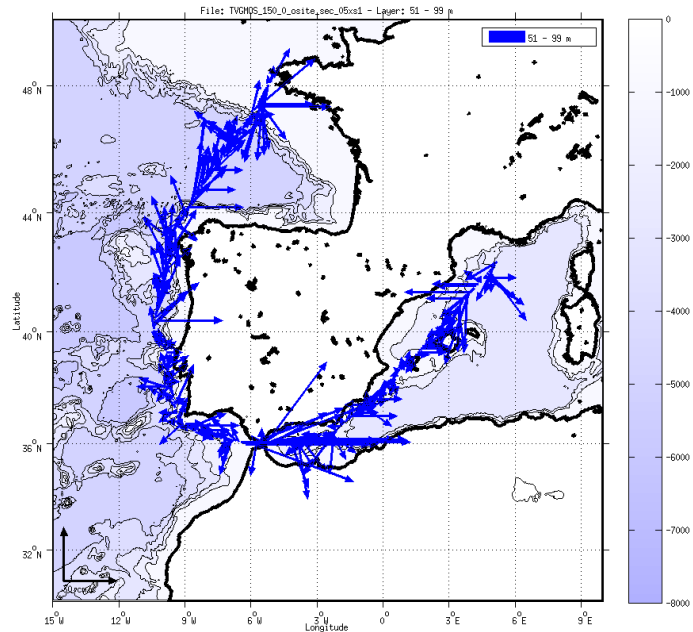 File: TVGMOS_150_0_osite_sec_05xs1 - Layer: 51 - 99 m
51 - 99 m
48°N
44°N
40°N
36°N
32°N
Latitude
15°W 12°W 9°W 6°W 3°W 0° 3°E 6°E 9°E
Longitude
0
-1000
-2000
-3000
-4000
-5000
-6000
-7000
-8000